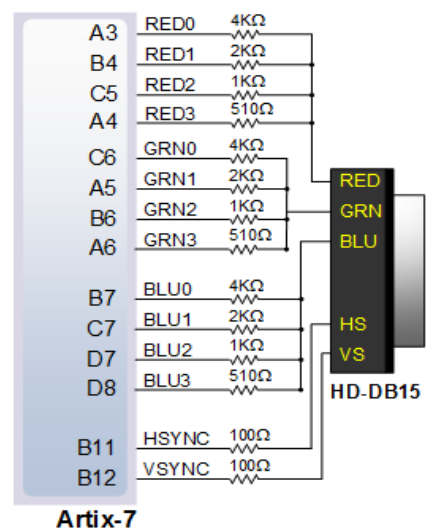 A3 RED0 4KΩ
B4 RED1 2KΩ
C5 RED2 1KΩ
A4 RED3 510Ω
C6 GRN0 4KΩ
A5 GRN1 2KΩ
B6 GRN2 1KΩ
A6 GRN3 510Ω
B7 BLU0 4KΩ
C7 BLU1 2KΩ
D7 BLU2 1KΩ
D8 BLU3 510Ω
B11 HSYNC 100Ω
B12 VSYNC 100Ω
Artix-7
RED
GRN
BLU
HS
VS
HD-DB15